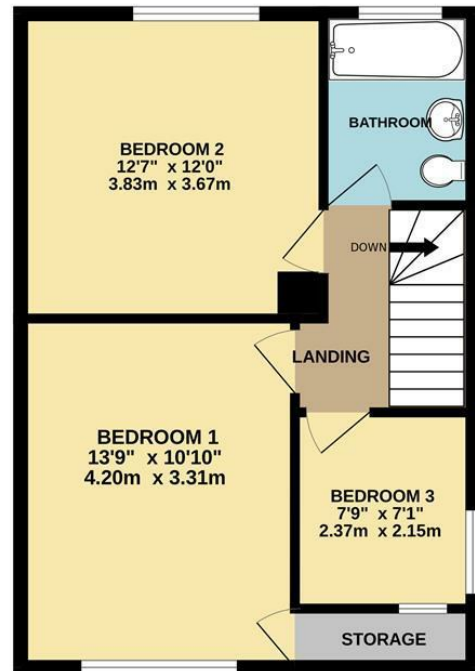 BATHROOM
BEDROOM 2
12'7" x 12'0"
3.83m x 3.67m
DOWN
LANDING
BEDROOM 1
13'9" x 10'10"
4.20m x 3.31m
BEDROOM 3
7'9" x 7'1"
2.37m x 2.15m
STORAGE